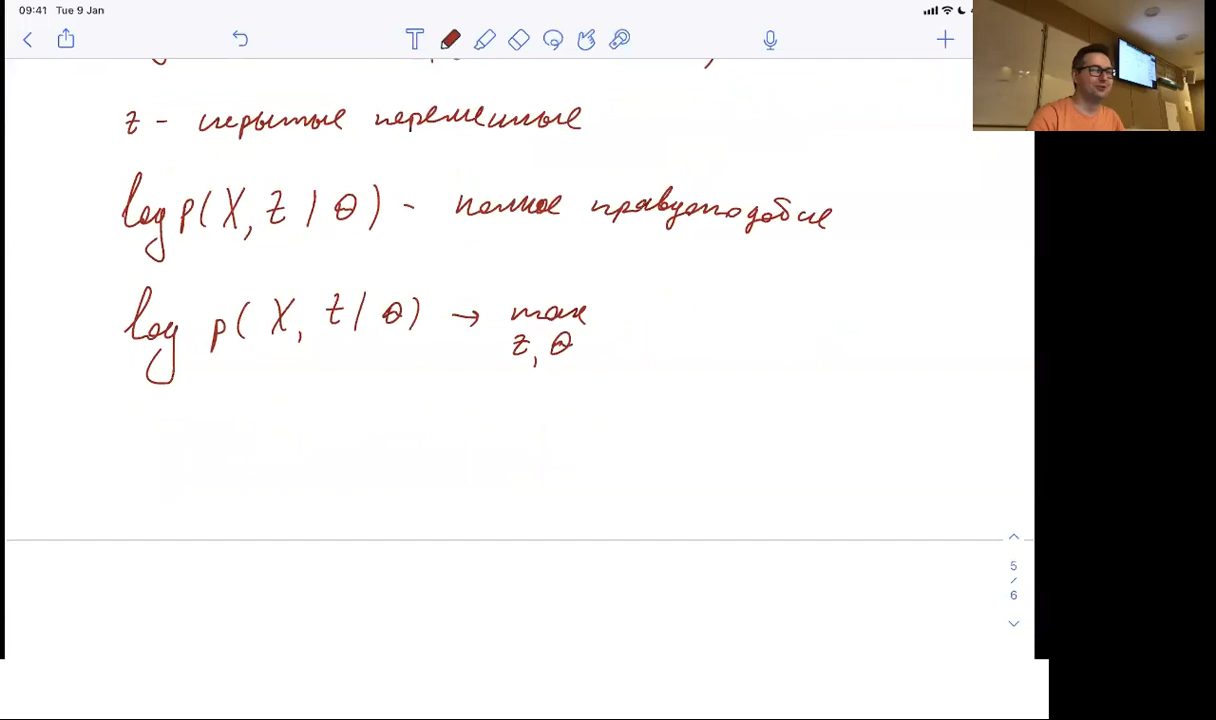 09:41 Tue 9 Jan
z - скрытые переменные
log p(X, Z | θ) - полное правдоподобие
log p(X, Z | θ) → max
z, θ
5
/
6